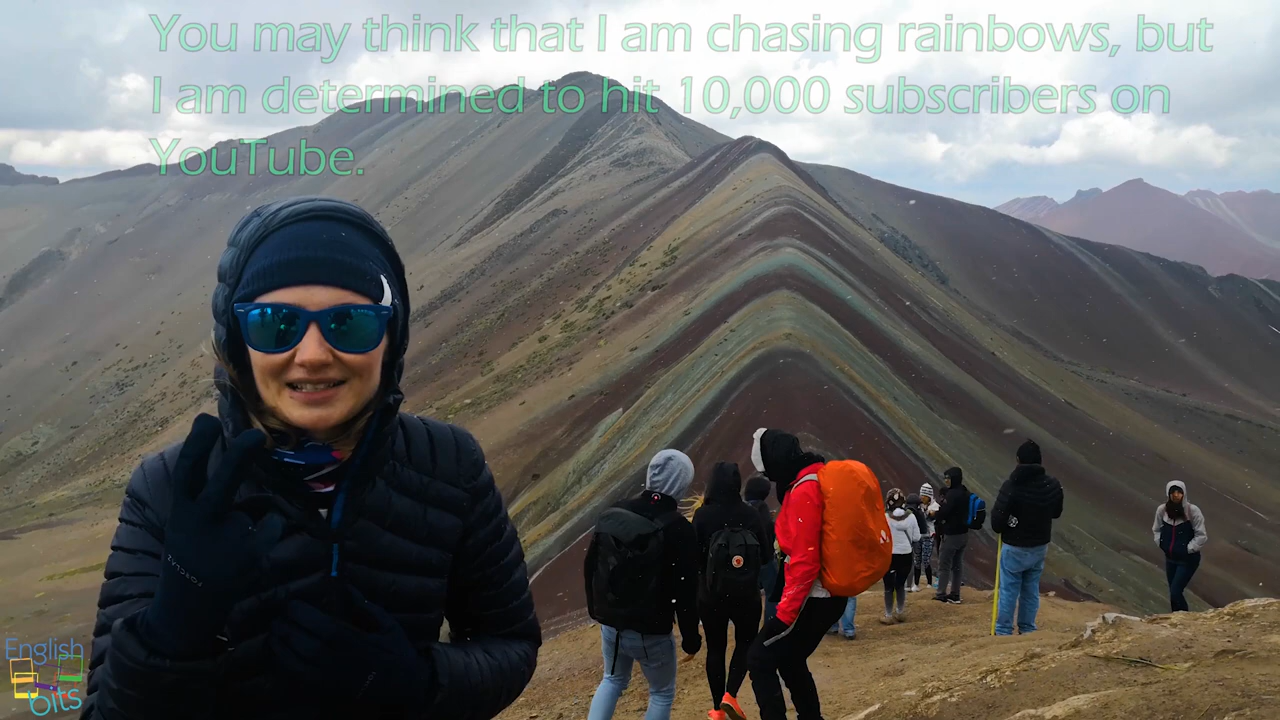 You may think that I am chasing rainbows, but
I am determined to hit 10,000 subscribers on
YouTube.
FORCLAZ
English
bits